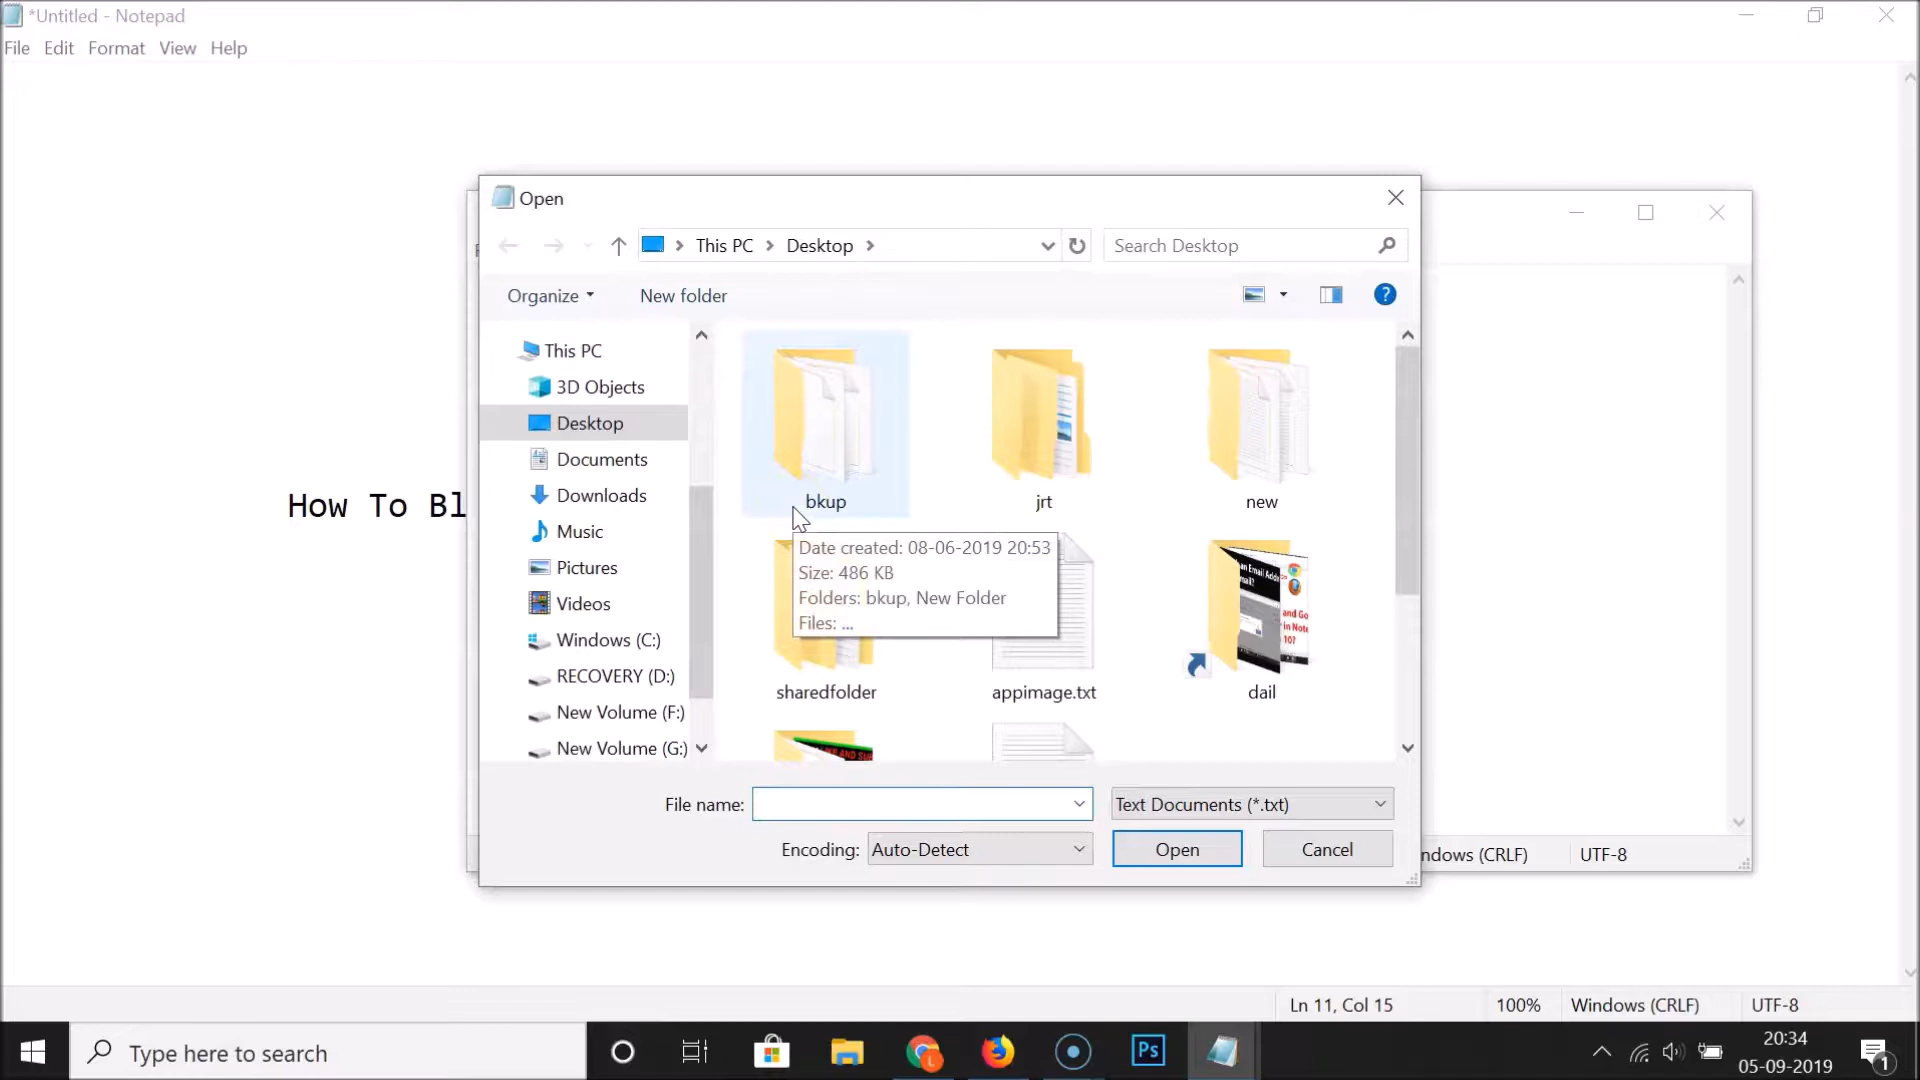 *Untitled - Notepad
File Edit Format View Help
How To Bl
Open
This PC Desktop
Search Desktop
Organize New folder
?
This PC
3D Objects
Desktop
Documents
Downloads
Music
Pictures
Videos
Windows (C:)
RECOVERY (D:)
New Volume (F:)
New Volume (G:)
bkup
jrt
new
Date created: 08-06-2019 20:53
Size: 486 KB
Folders: bkup, New Folder
Files: ...
sharedfolder
appimage.txt
dail
File name:
Text Documents (*.txt)
Encoding: Auto-Detect
Open
Cancel
ndows (CRLF)
UTF-8
Ln 11, Col 15
100%
Windows (CRLF)
UTF-8
Type here to search
L
Ps
20:34
05-09-2019
1